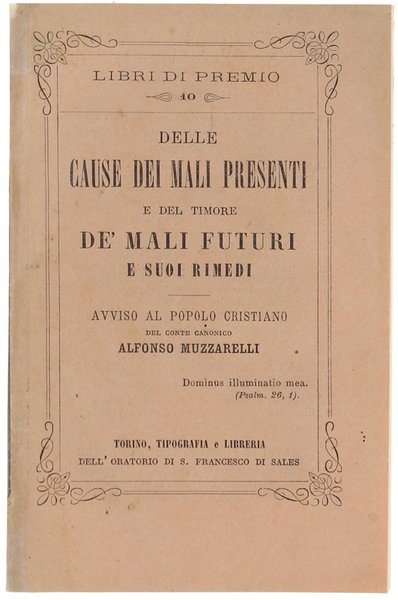 LIBRI DI PREMIO
10
DELLE
CAUSE DEI MALI PRESENTI
E DEL TIMORE
DE' MALI FUTURI
E SUOI RIMEDI
AVVISO AL POPOLO CRISTIANO
DEL CONTE CANONICO
ALFONSO MUZZARELLI
Dominus illuminatio mea.
(Psalm. 26, 1).
TORINO, TIPOGRAFIA e LIBRERIA
DELL'ORATORIO DI S. FRANCESCO DI SALES